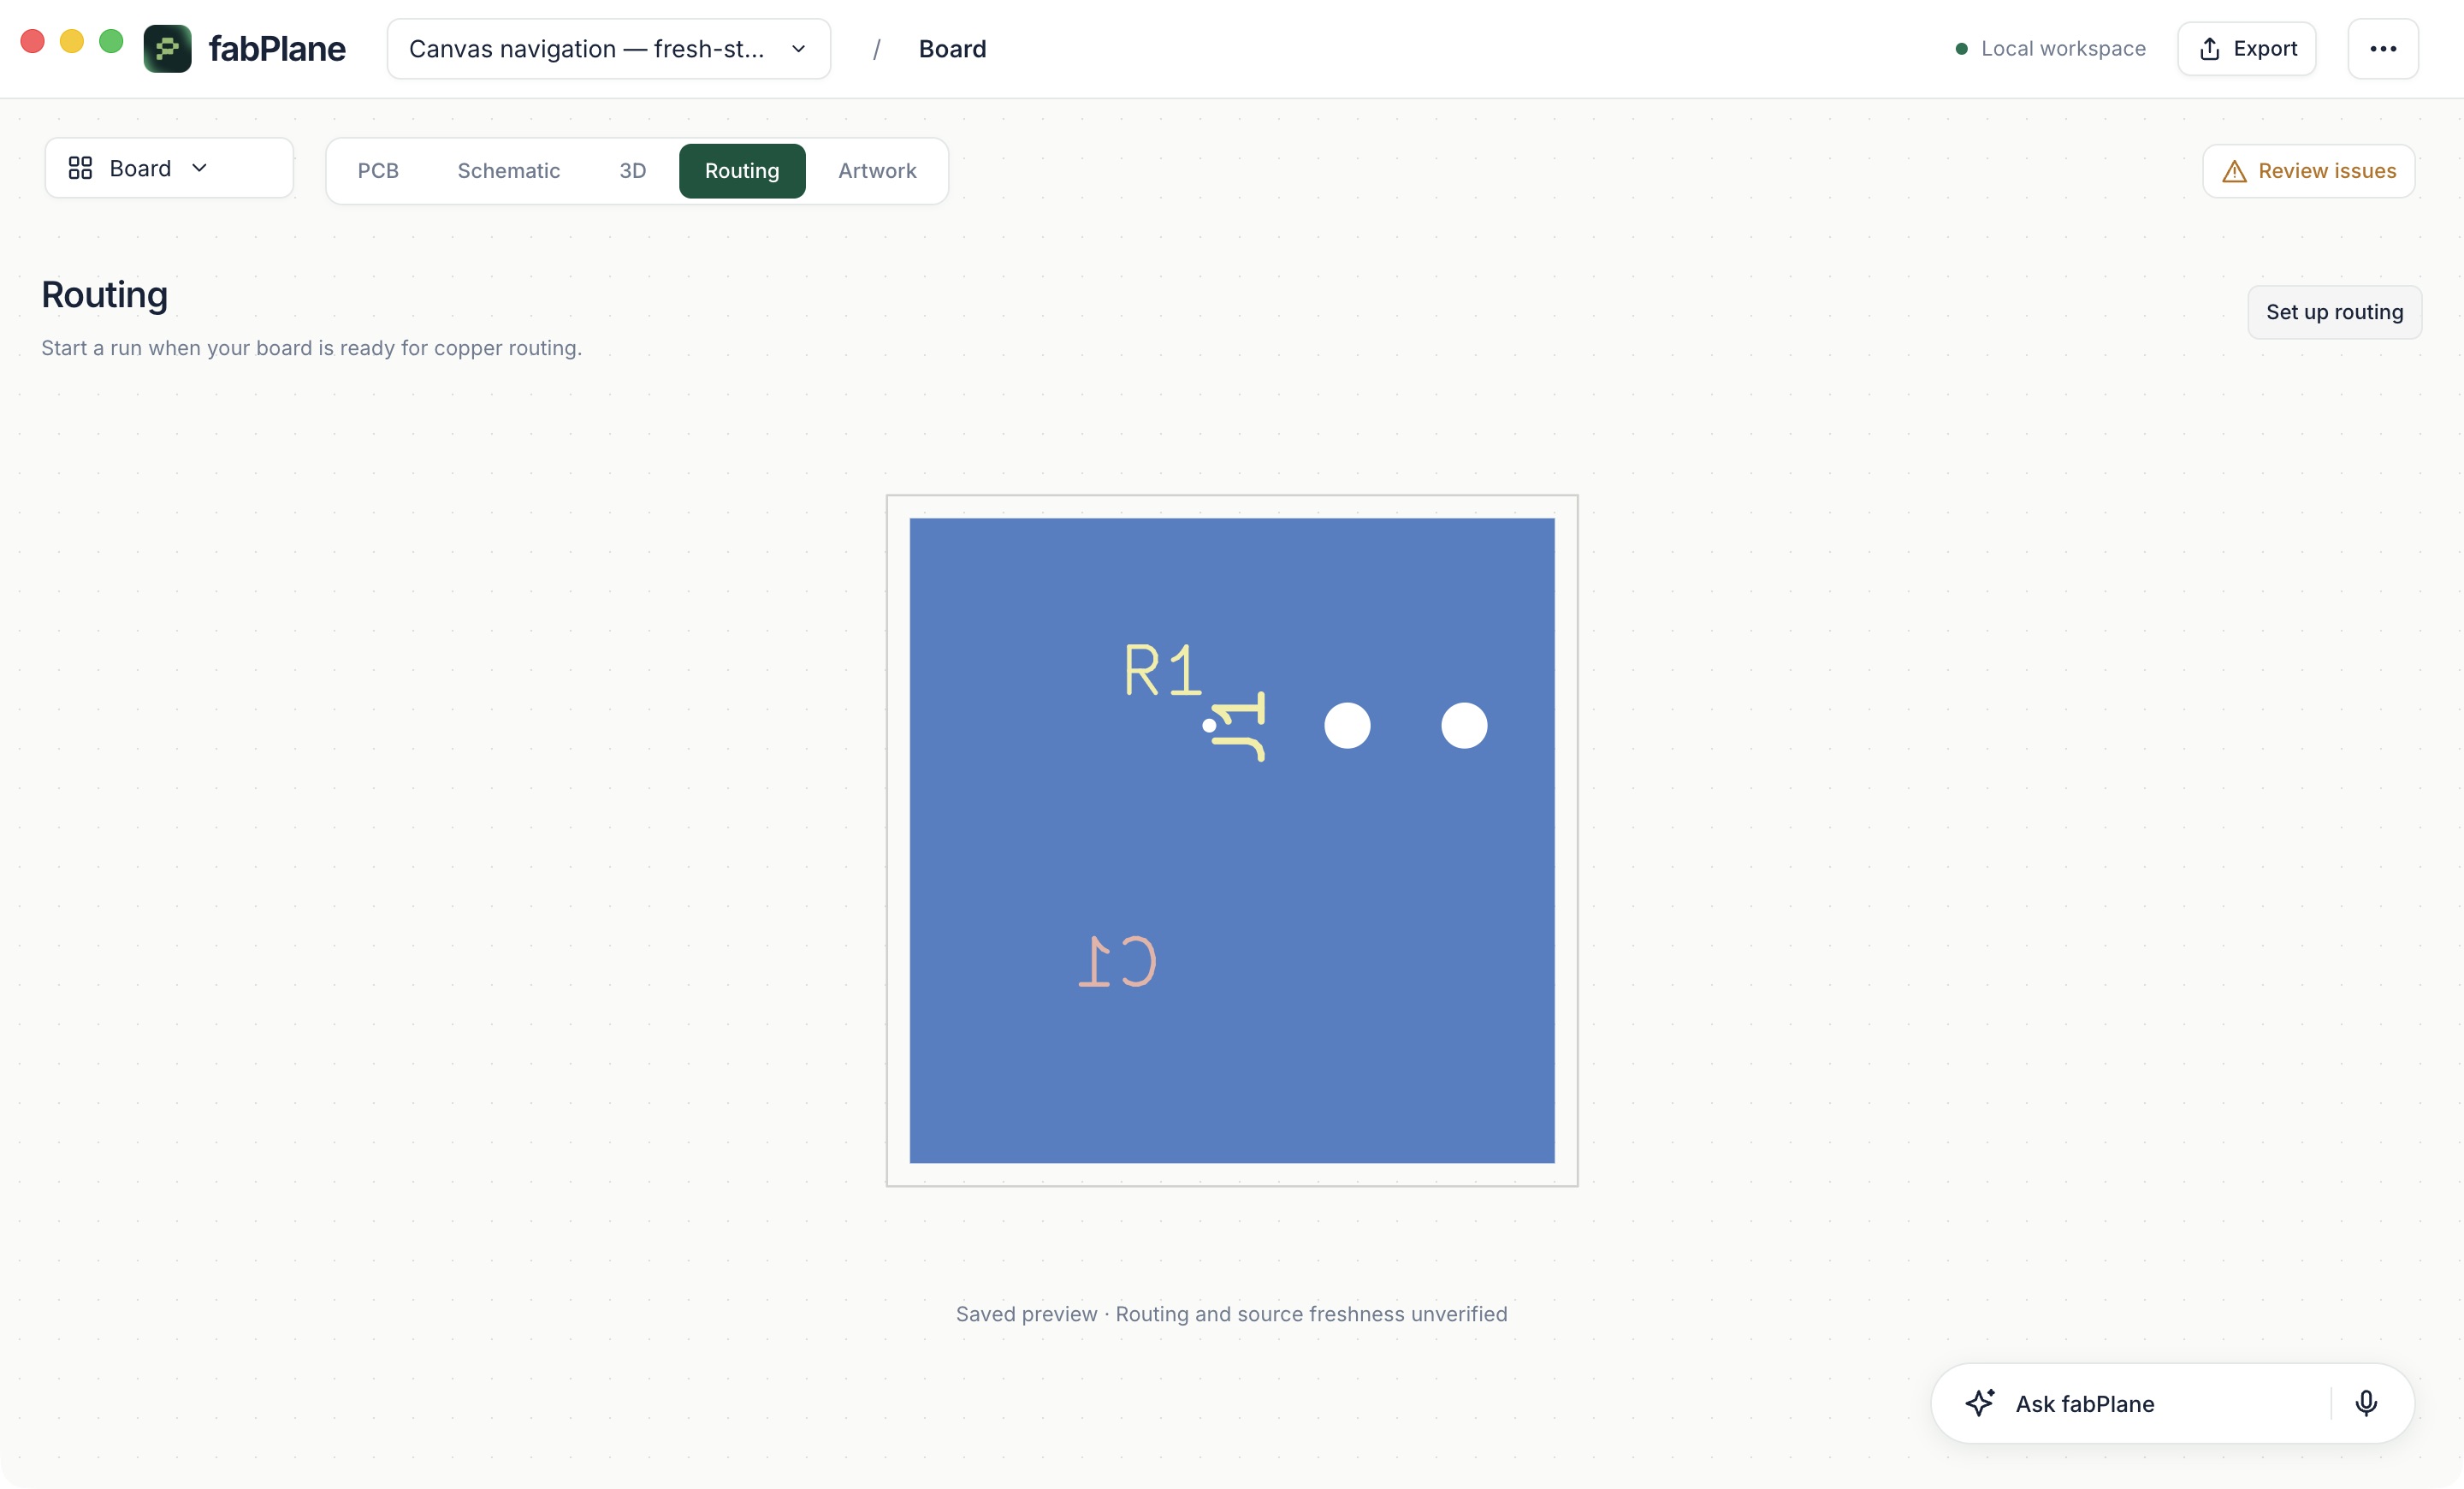 fabPlane
Canvas navigation — fresh-st...
/
Board
Local workspace
Export
Board
PCB
Schematic
3D
Routing
Artwork
Review issues
Routing
Set up routing
Start a run when your board is ready for copper routing.
R1
J1
C1
Saved preview · Routing and source freshness unverified
Ask fabPlane